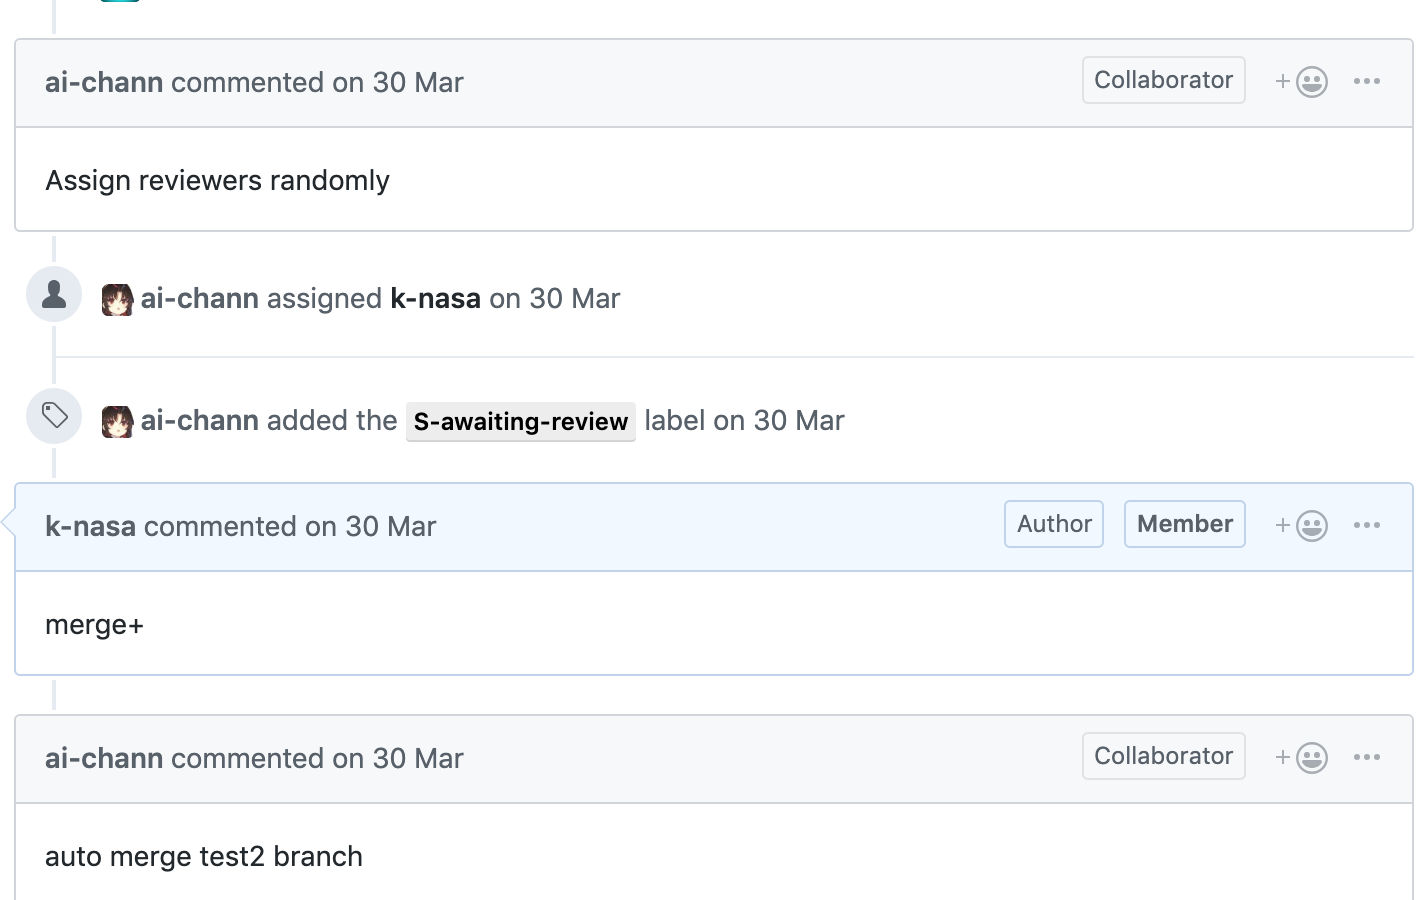 ai-chann commented on 30 Mar Collaborator
Assign reviewers randomly
ai-chann assigned k-nasa on 30 Mar
ai-chann added the S-awaiting-review label on 30 Mar
k-nasa commented on 30 Mar Author Member
merge+
ai-chann commented on 30 Mar Collaborator
auto merge test2 branch